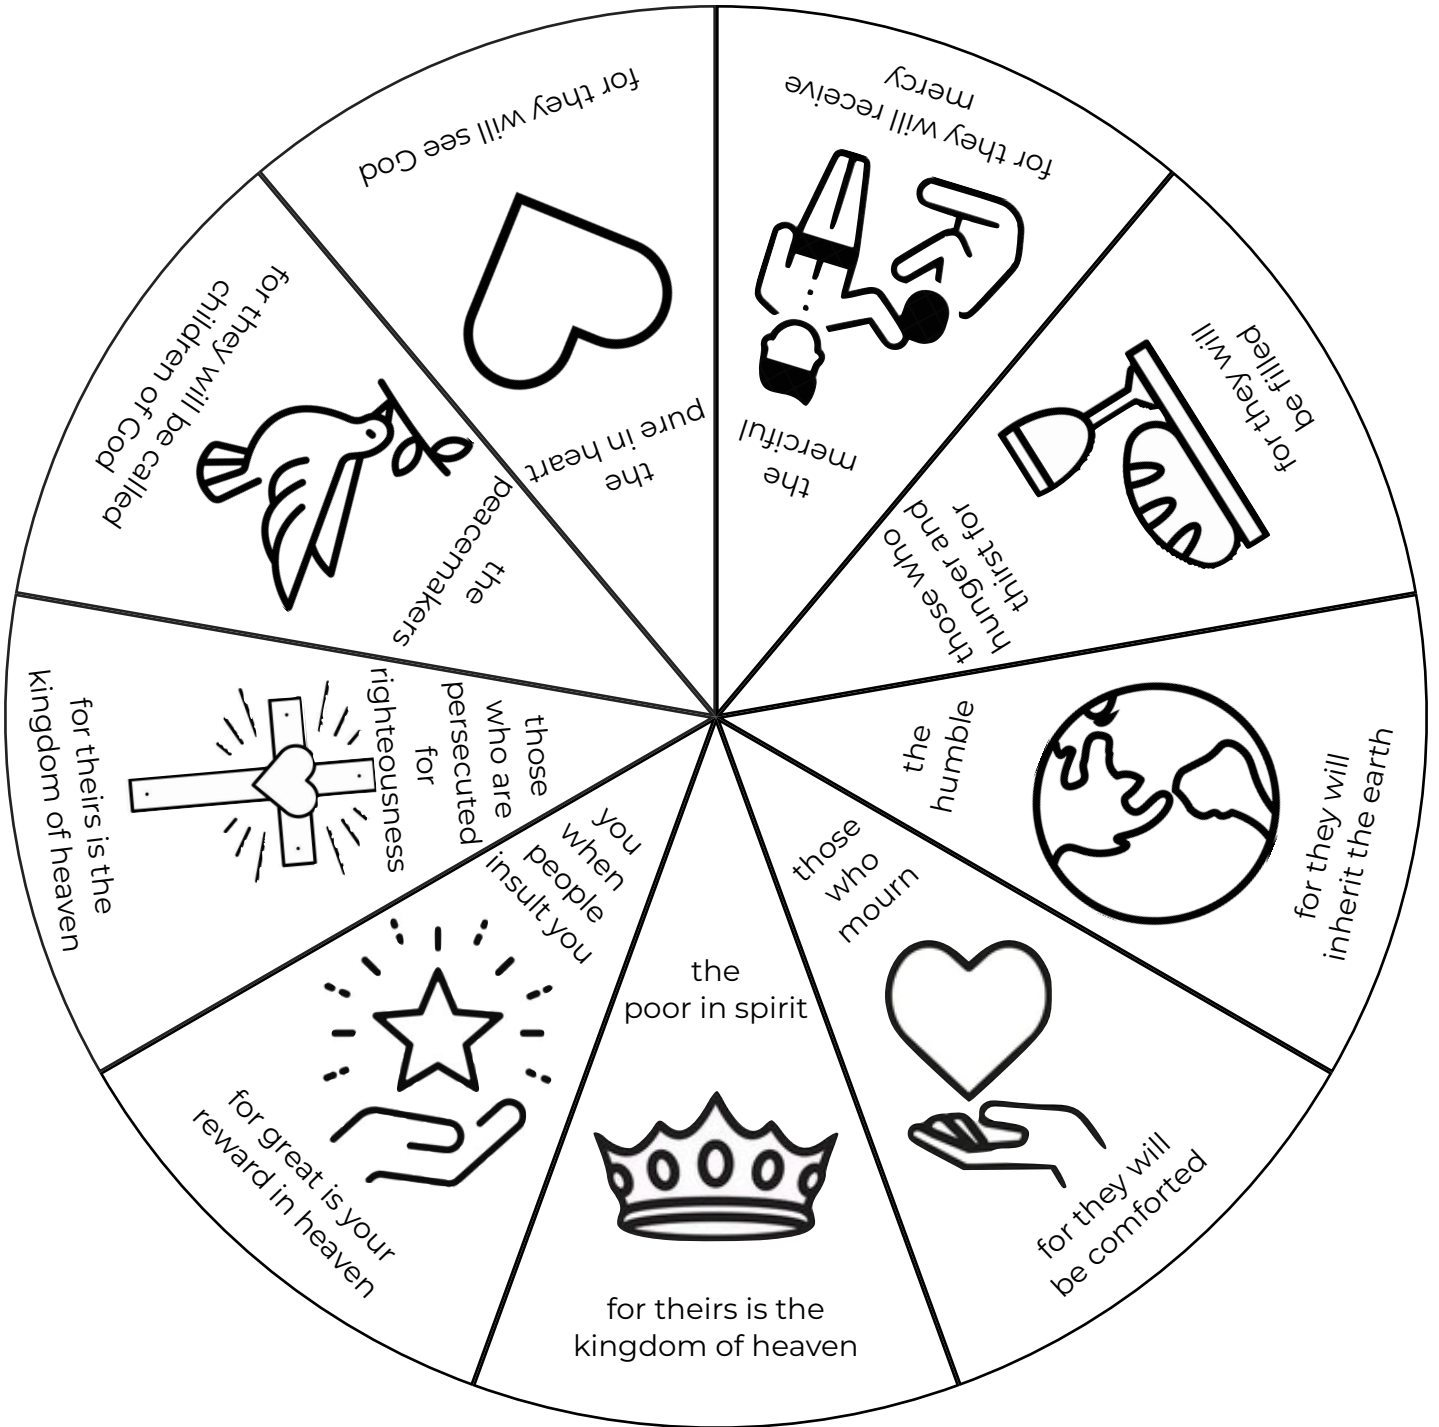 the
poor in spirit
for theirs is the
kingdom of heaven
those
who
mourn
for they will
be comforted
the
humble
for they will
inherit the earth
those who
hunger and
thirst for
for they will
be filled
the
merciful
for they will receive
mercy
the
pure in heart
for they will see God
the
peacemakers
for they will be called
children of God
those
who are
persecuted
for
righteousness
for theirs is the
kingdom of heaven
you
when
people
insult you
for great is your
reward in heaven